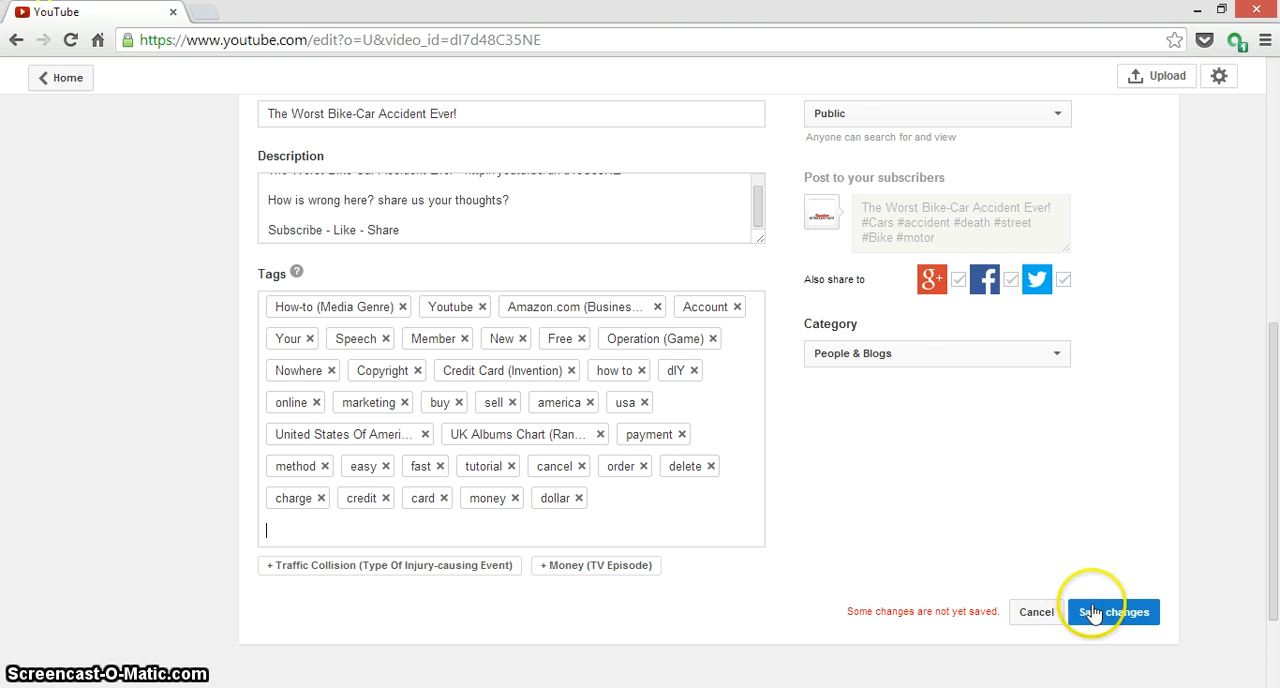 YouTube
https://www.youtube.com/edit?o=U&video_id=dI7d48C35NE
Home
Upload
The Worst Bike-Car Accident Ever!
Public
Anyone can search for and view
Description
How is wrong here? share us your thoughts?
Subscribe - Like - Share
Post to your subscribers
The Worst Bike-Car Accident Ever!
#Cars #accident #death #street
#Bike #motor
Also share to
Tags
Category
People & Blogs
How-to (Media Genre) Youtube Amazon.com (Busines... Account
Your Speech Member New Free Operation (Game)
Nowhere Copyright Credit Card (Invention) how to dIY
online marketing buy sell america usa
United States Of Ameri... UK Albums Chart (Ran... payment
method easy fast tutorial cancel order delete
charge credit card money dollar
+ Traffic Collision (Type Of Injury-causing Event) + Money (TV Episode)
Some changes are not yet saved. Cancel Save changes
Screencast-O-Matic.com